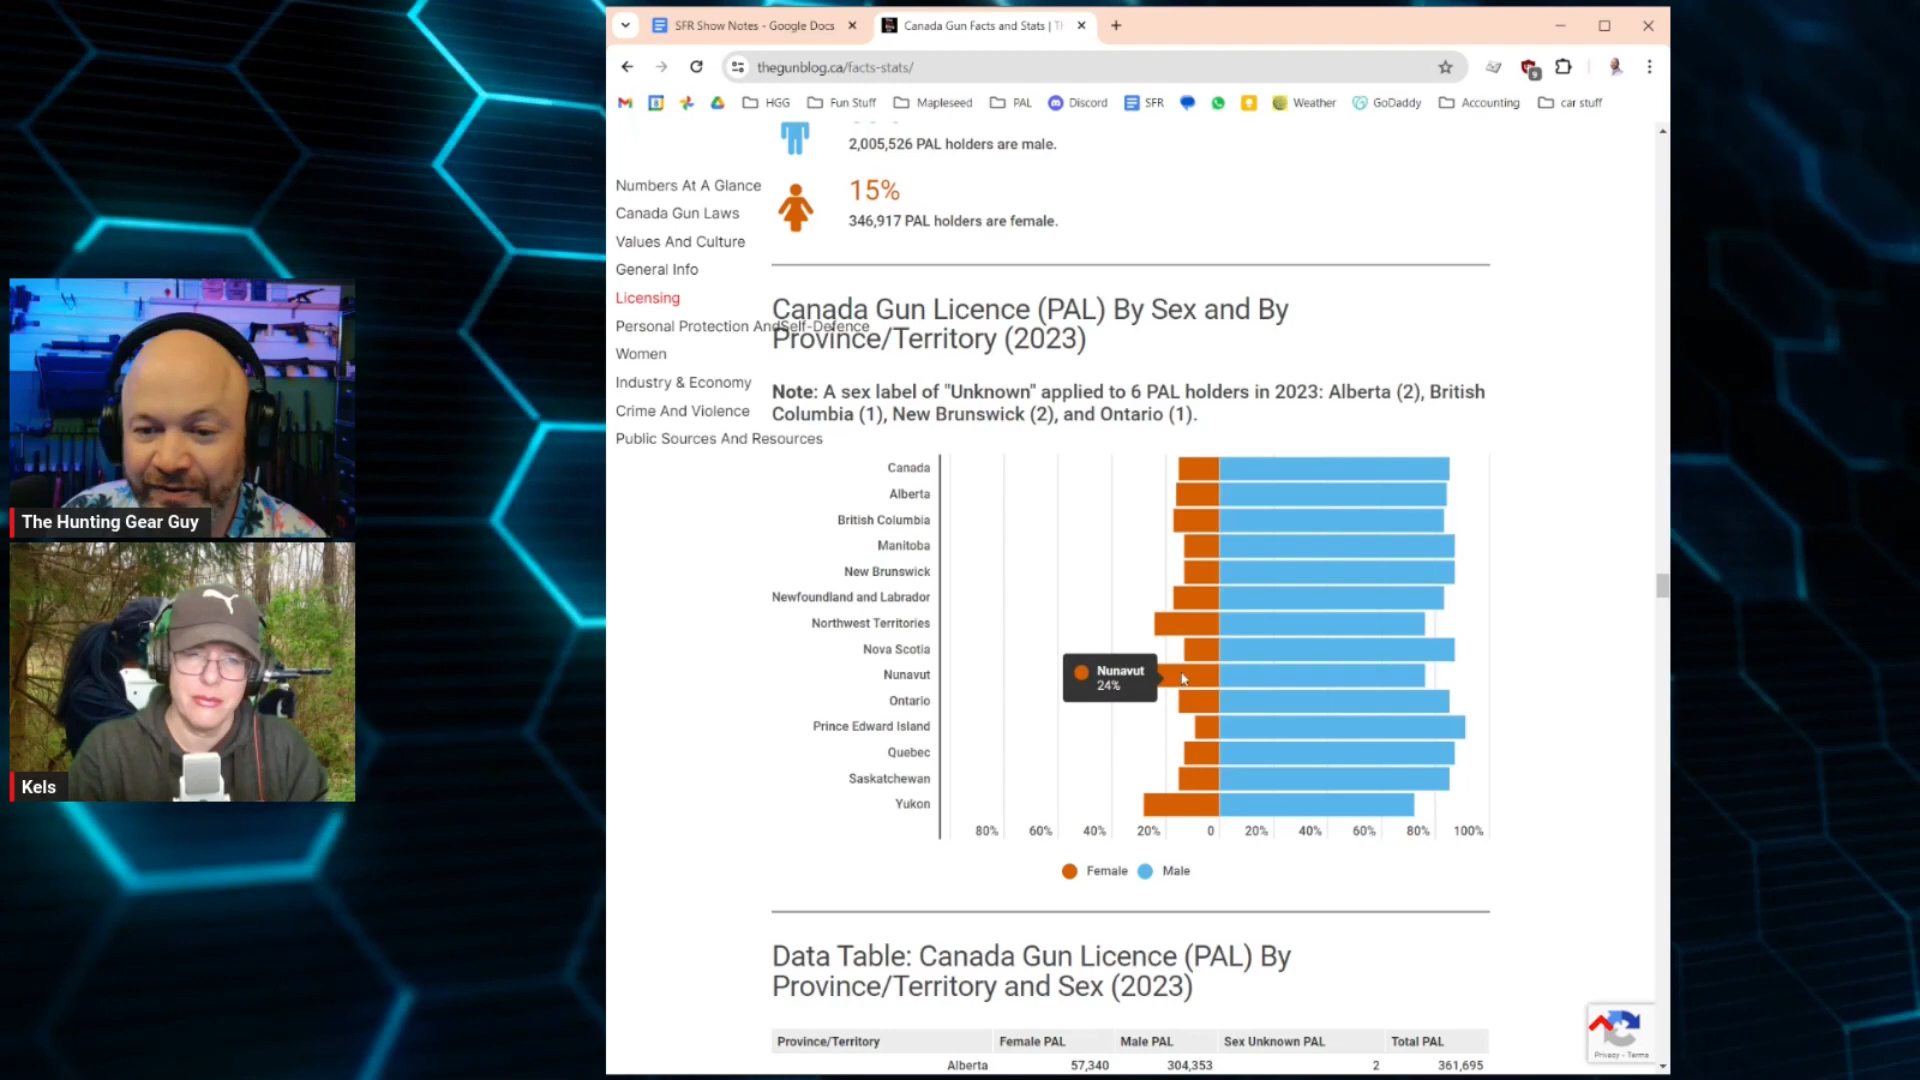 SFR Show Notes - Google Docs
Canada Gun Facts and Stats | Th
thegunblog.ca/facts-stats/
9
HGG
Fun Stuff
Mapleseed
PAL
Discord
SFR
Weather
GoDaddy
Accounting
car stuff
2,005,526 PAL holders are male.
15%
346,917 PAL holders are female.
Numbers At A Glance
Canada Gun Laws
Values And Culture
General Info
Licensing
Personal Protection AndSelf-Defence
Women
Industry & Economy
Crime And Violence
Public Sources And Resources
Canada Gun Licence (PAL) By Sex and By
Province/Territory (2023)
Note: A sex label of "Unknown" applied to 6 PAL holders in 2023: Alberta (2), British
Columbia (1), New Brunswick (2), and Ontario (1).
Canada
Alberta
British Columbia
Manitoba
New Brunswick
Newfoundland and Labrador
Northwest Territories
Nova Scotia
Nunavut
Ontario
Prince Edward Island
Quebec
Saskatchewan
Yukon
Nunavut
24%
80% 60% 40% 20% 0 20% 40% 60% 80% 100%
Female Male
Data Table: Canada Gun Licence (PAL) By
Province/Territory and Sex (2023)
Province/Territory Female PAL Male PAL Sex Unknown PAL Total PAL
Alberta 57,340 304,353 2 361,695
Privacy - Terms
The Hunting Gear Guy
Kels